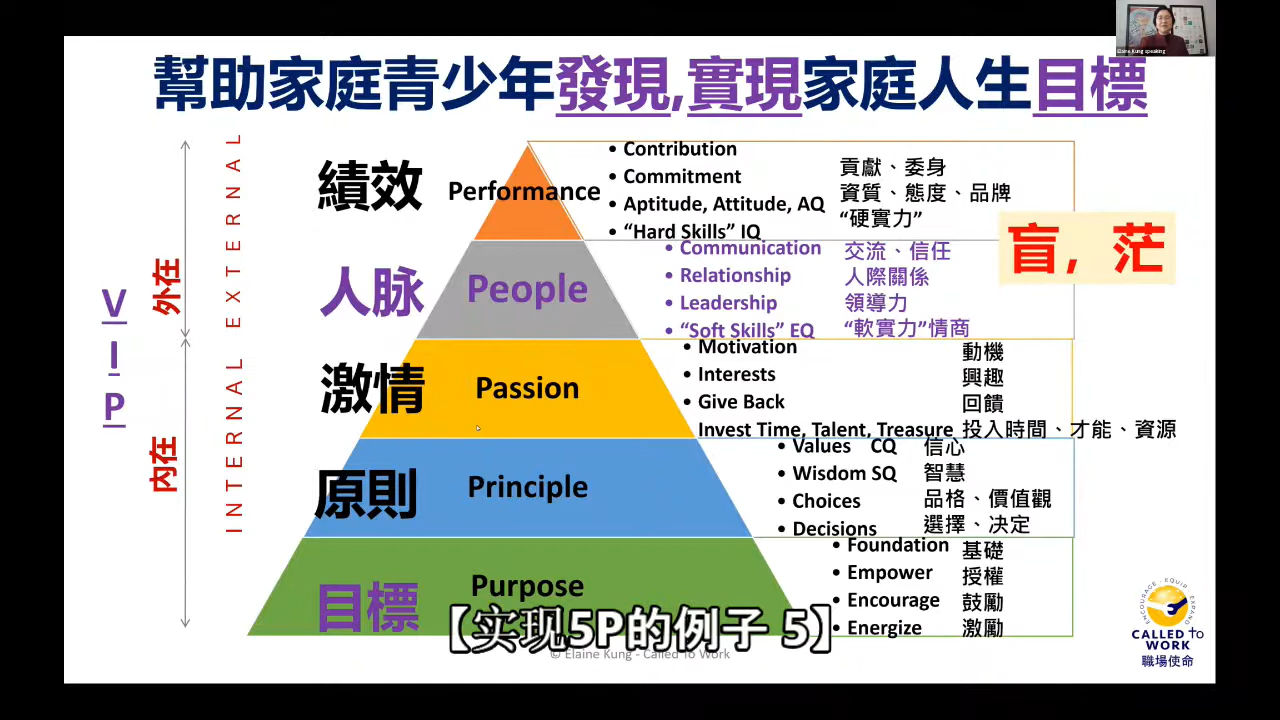 Elaine Kung speaking
幫助家庭青少年發現,實現家庭人生目標
V I P
外在
內在
INTERNAL EXTERNAL
績效
Performance
• Contribution
• Commitment
• Aptitude, Attitude, AQ
• “Hard Skills” IQ
貢獻、委身
資質、態度、品牌
“硬實力”
盲，茫
人脉
People
• Communication
• Relationship
• Leadership
• “Soft Skills” EQ
交流、信任
人際關係
領導力
“軟實力”情商
激情
Passion
• Motivation
• Interests
• Give Back
Invest Time, Talent, Treasure
動機
興趣
回饋
投入時間、才能、資源
原則
Principle
• Values CQ
• Wisdom SQ
• Choices
• Decisions
信心
智慧
品格、價值觀
選擇、决定
目標
Purpose
• Foundation
• Empower
• Encourage
• Energize
基礎
授權
鼓勵
激勵
【实现5P的例子 5】
© Elaine Kung - Called To Work
ENCOURAGE · EQUIP · EXPAND
CALLED to
WORK
職場使命